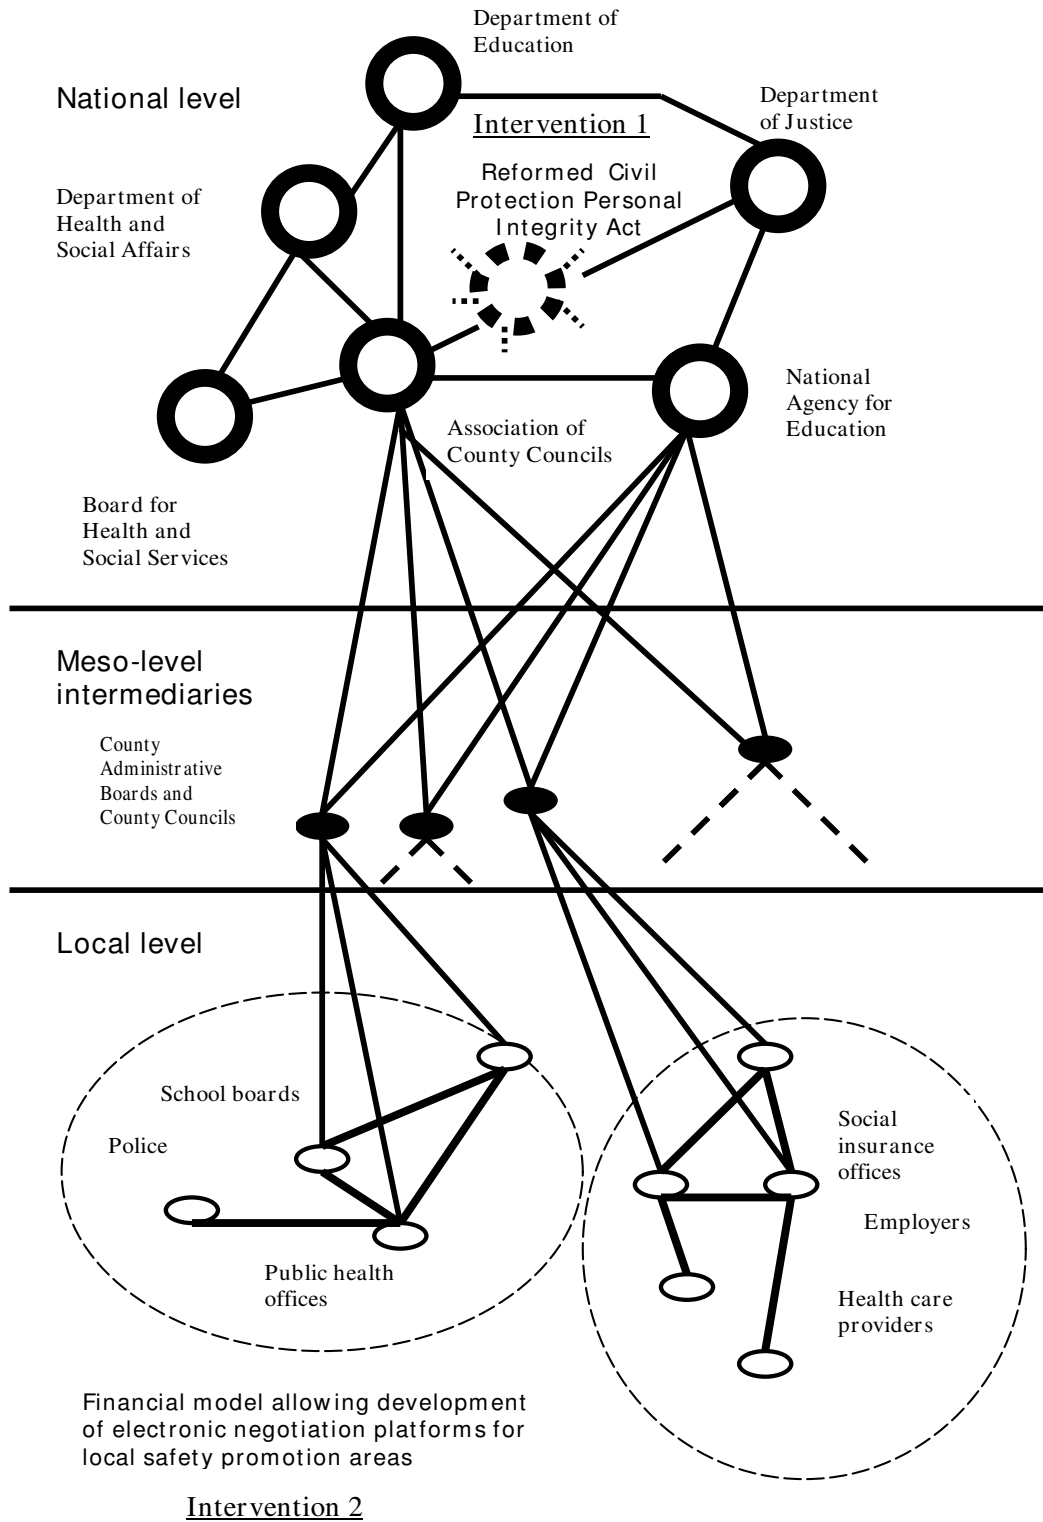 Department of
Education
National level
Department
of Justice
Intervention 1
Reformed Civil
Protection Personal
Integrity Act
Department of
Health and
Social Affairs
National
Agency for
Education
Association of
County Councils
Board for
Health and
Social Services
Meso-level
intermediaries
County
Administrative
Boards and
County Councils
Local level
School boards
Police
Public health
offices
Social
insurance
offices
Employers
Health care
providers
Financial model allowing development
of electronic negotiation platforms for
local safety promotion areas
Intervention 2